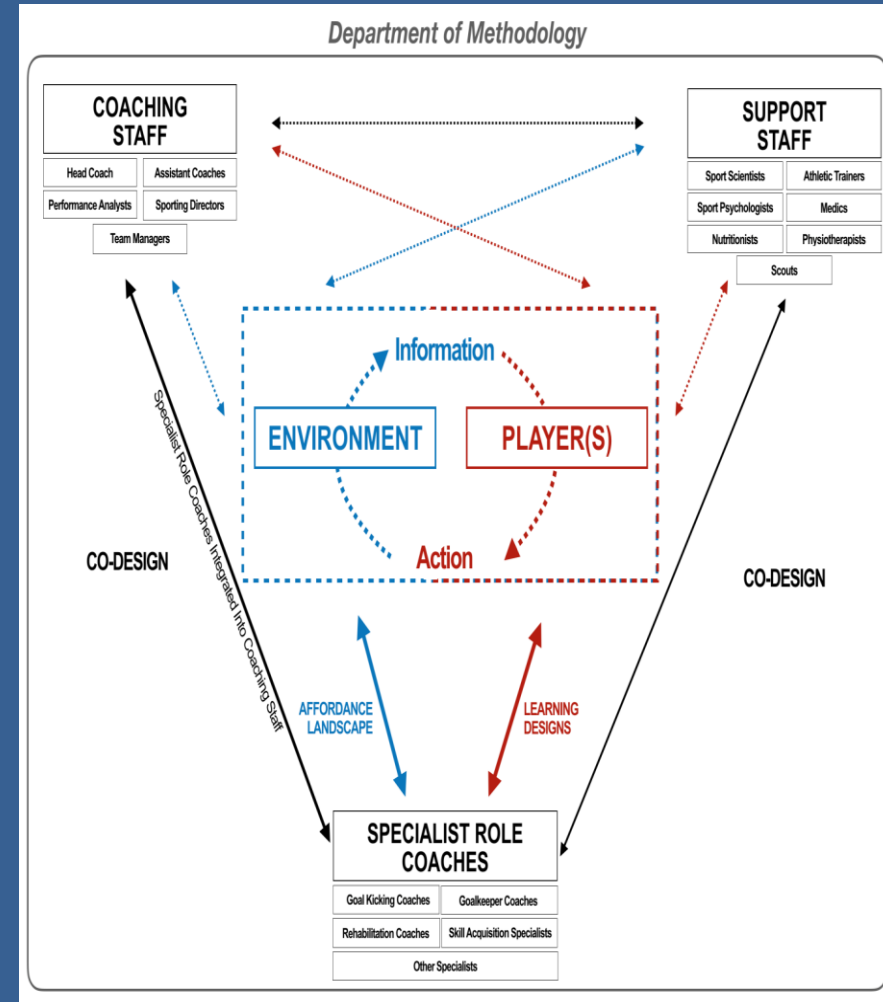 Department of Methodology
COACHING
STAFF
Head Coach
Assistant Coaches
Performance Analysts
Sporting Directors
Team Managers
SUPPORT
STAFF
Sport Scientists
Athletic Trainers
Sport Psychologists
Medics
Nutritionists
Physiotherapists
Scouts
Information
ENVIRONMENT
PLAYER(S)
Action
Specialist Role Coaches Integrated Into Coaching Staff
CO-DESIGN
CO-DESIGN
AFFORDANCE
LANDSCAPE
LEARNING
DESIGNS
SPECIALIST ROLE
COACHES
Goal Kicking Coaches
Goalkeeper Coaches
Rehabilitation Coaches
Skill Acquisition Specialists
Other Specialists